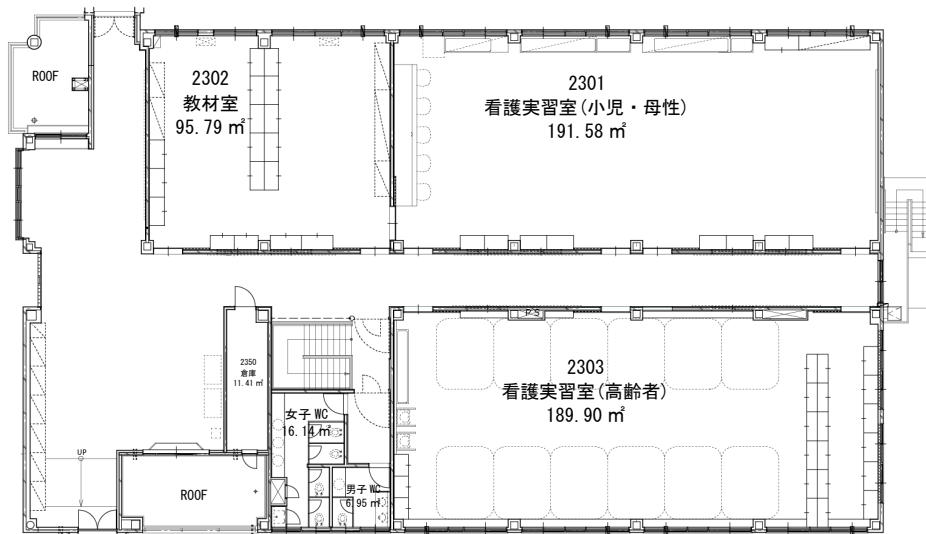 ROOF
2302
教材室
95.79 ㎡
2301
看護実習室(小児・母性)
191.58 ㎡
PS
2350
倉庫
11.41 ㎡
2303
看護実習室(高齢者)
189.90 ㎡
女子 WC
16.14 ㎡
UP
ROOF
男子 WC
6.95 ㎡